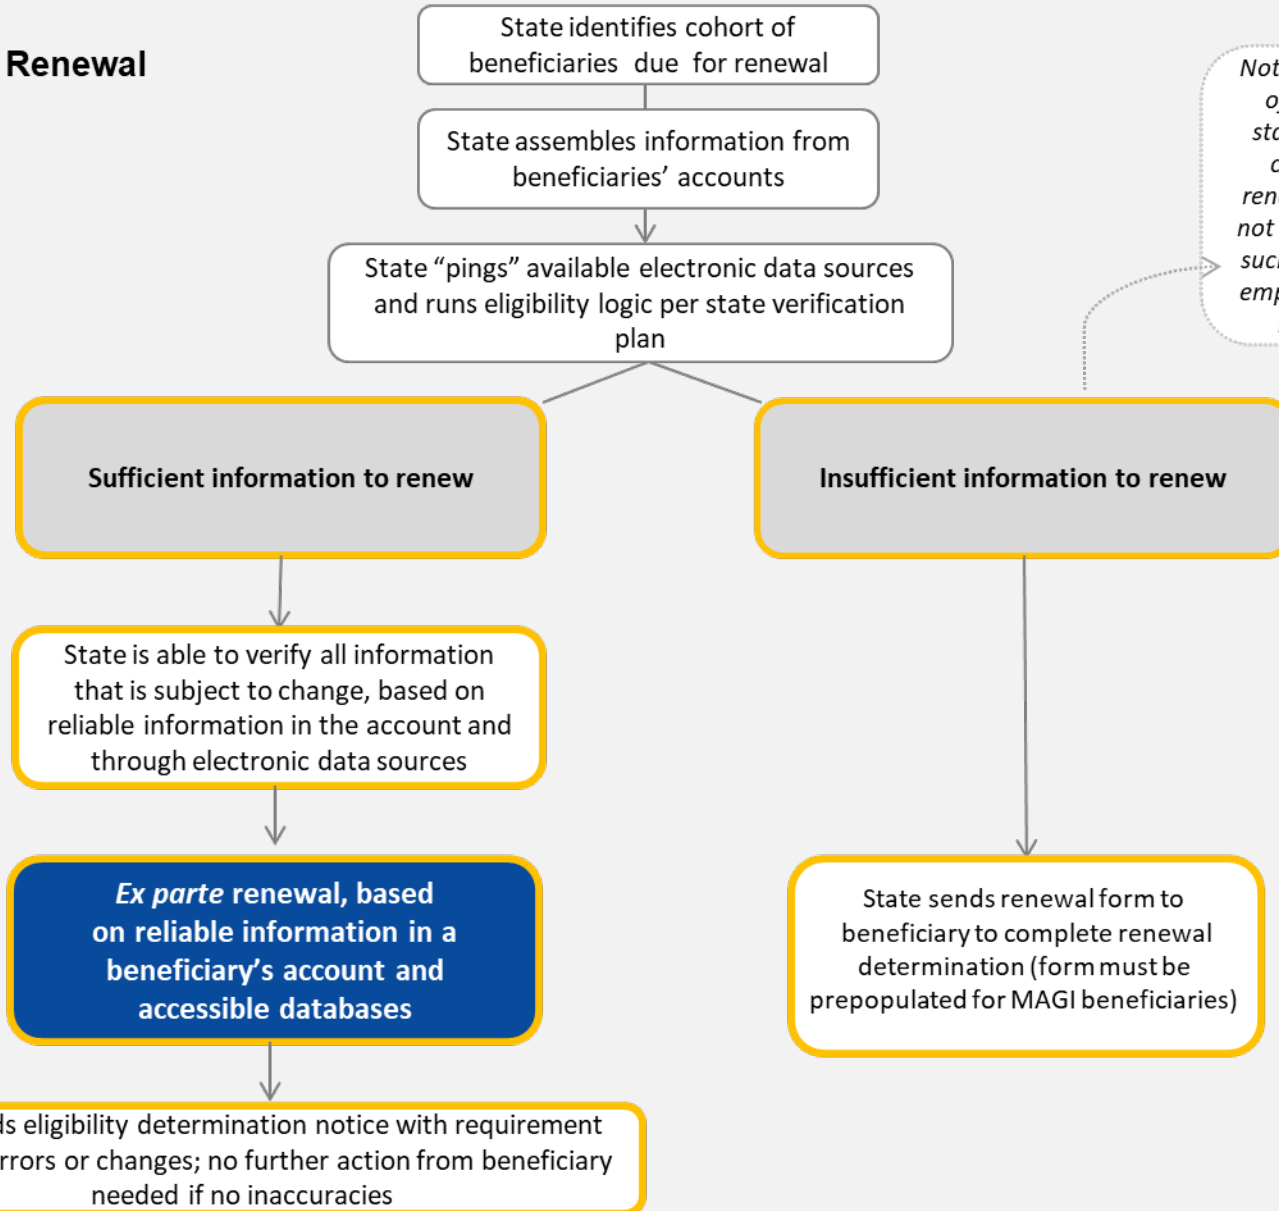 Renewal
State identifies cohort of
beneficiaries due for renewal
State assembles information from
beneficiaries' accounts
State “pings” available electronic data sources
and runs eligibility logic per state verification
plan
Sufficient information to renew
Insufficient information to renew
State is able to verify all information
that is subject to change, based on
reliable information in the account and
through electronic data sources
Ex parte renewal, based
on reliable information in a
beneficiary’s account and
accessible databases
State sends renewal form to
beneficiary to complete renewal
determination (form must be
prepopulated for MAGI beneficiaries)
eligibility determination notice with requirement
or changes; no further action from beneficiary
needed if no inaccuracies
not